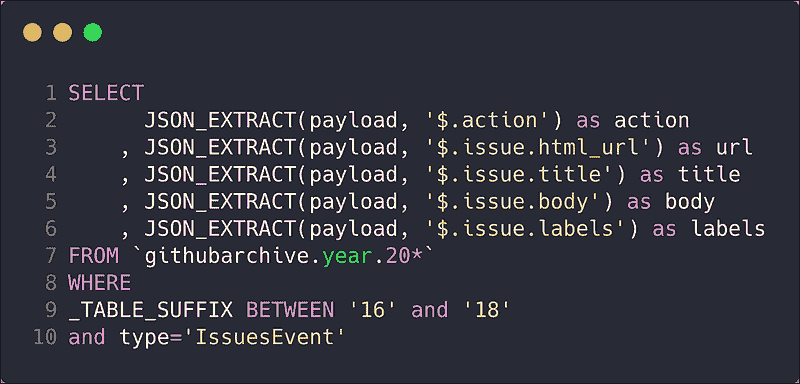 1 SELECT
2 JSON_EXTRACT(payload, '$.action') as action
3 , JSON_EXTRACT(payload, '$.issue.html_url') as url
4 , JSON_EXTRACT(payload, '$.issue.title') as title
5 , JSON_EXTRACT(payload, '$.issue.body') as body
6 , JSON_EXTRACT(payload, '$.issue.labels') as labels
7 FROM `githubarchive.year.20*`
8 WHERE
9 _TABLE_SUFFIX BETWEEN '16' and '18'
10 and type='IssuesEvent'